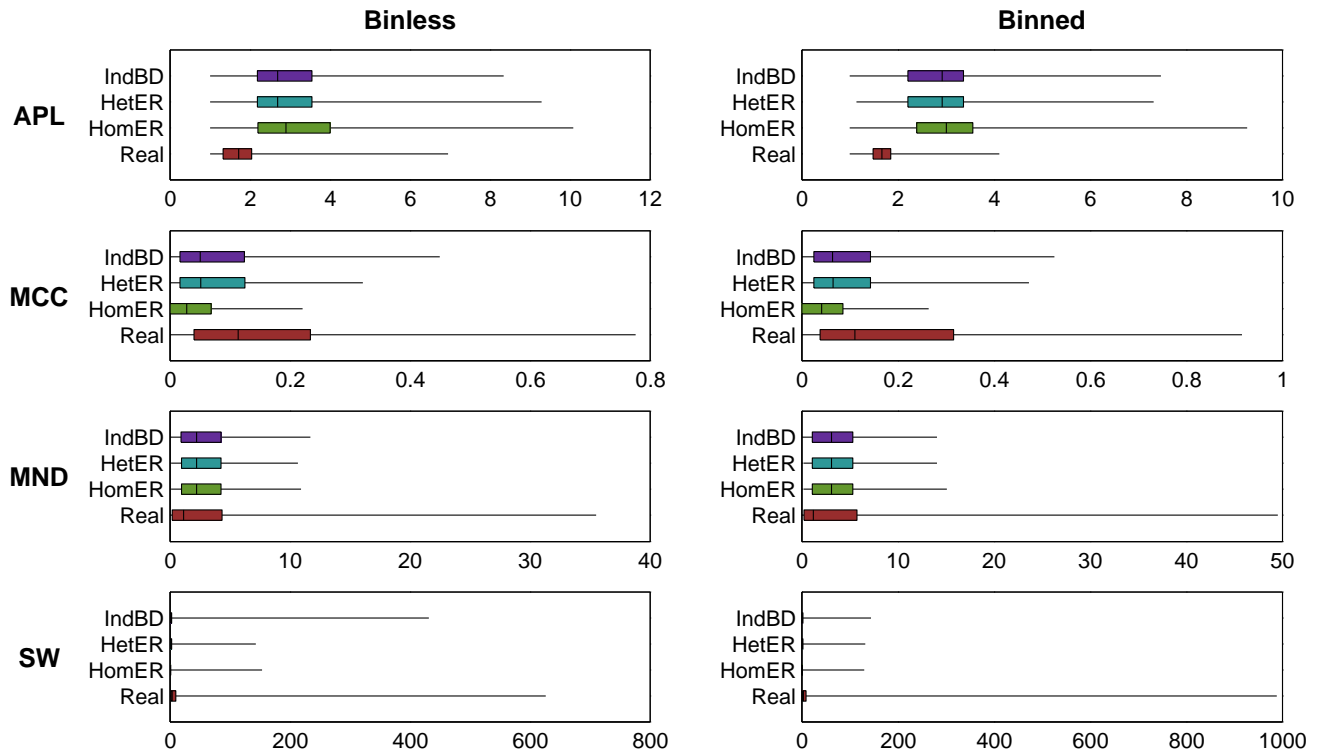 Binless
Binned
APL
IndBD
HetER
HomER
Real
0 2 4 6 8 10 12
IndBD
HetER
HomER
Real
0 2 4 6 8 10
MCC
IndBD
HetER
HomER
Real
0 0.2 0.4 0.6 0.8
IndBD
HetER
HomER
Real
0 0.2 0.4 0.6 0.8 1
MND
IndBD
HetER
HomER
Real
0 10 20 30 40
IndBD
HetER
HomER
Real
0 10 20 30 40 50
SW
IndBD
HetER
HomER
Real
0 200 400 600 800
IndBD
HetER
HomER
Real
0 200 400 600 800 1000